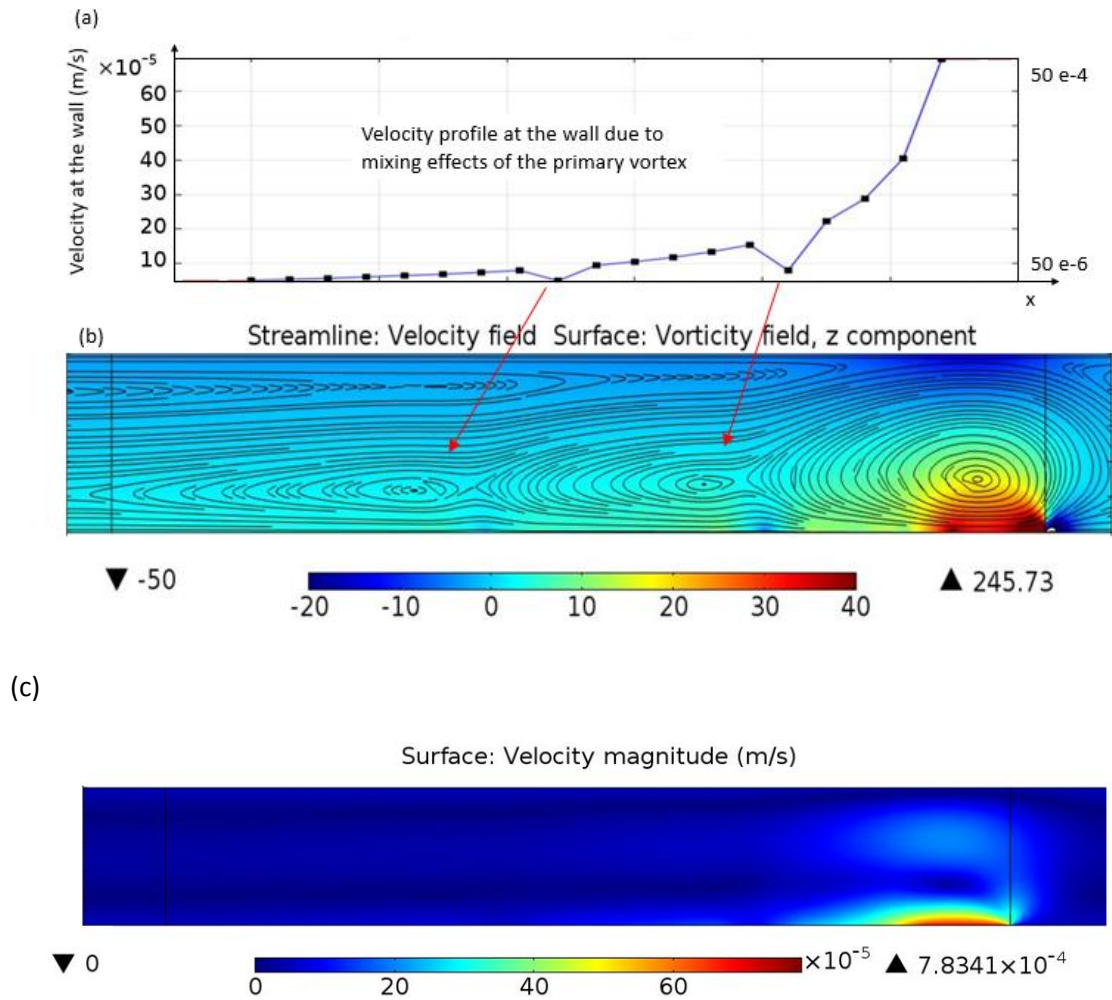 (a)
Velocity at the wall (m/s)
×10⁻⁵
60
50
40
30
20
10
50 e-4
50 e-6
Velocity profile at the wall due to
mixing effects of the primary vortex
x
(b)
Streamline: Velocity field Surface: Vorticity field, z component
▼ -50
▲ 245.73
-20 -10 0 10 20 30 40
(c)
Surface: Velocity magnitude (m/s)
▼ 0
×10⁻⁵
▲ 7.8341×10⁻⁴
0 20 40 60